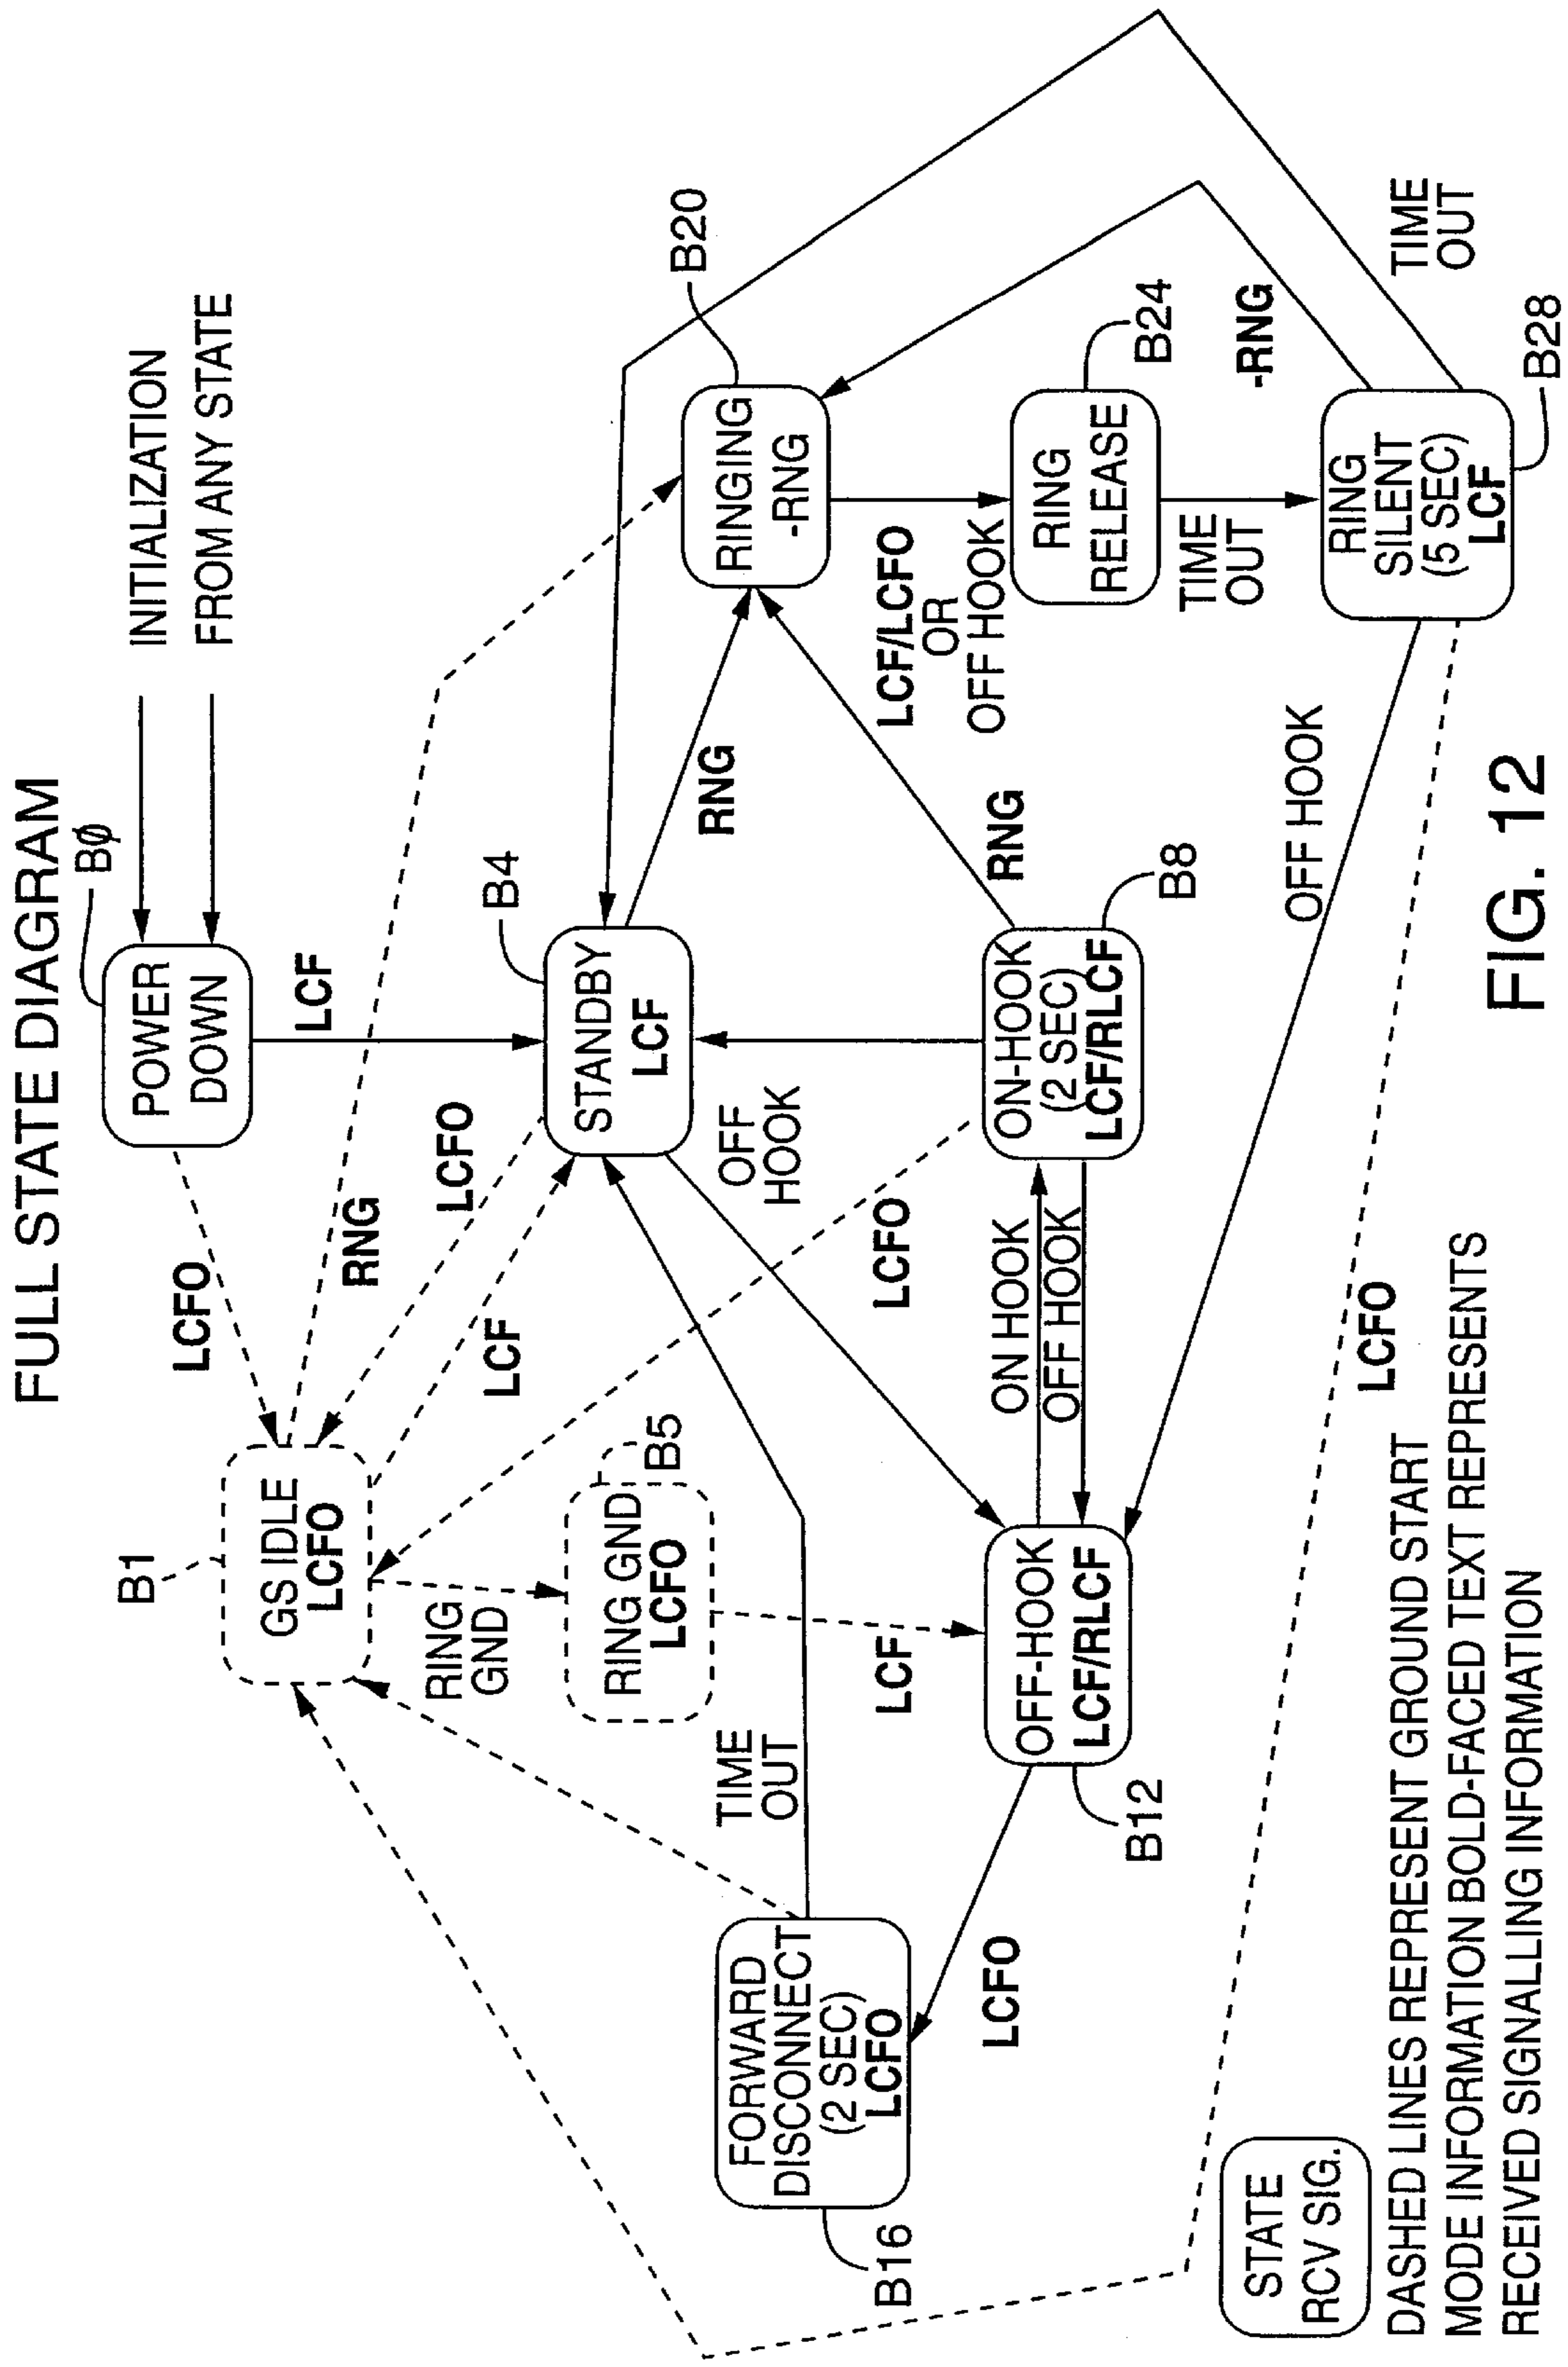 FULL STATE DIAGRAM
BØ
INITIALIZATION
FROM ANY STATE
POWER
DOWN
B1
LCFO
LCF
GS IDLE
LCFO
RNG
LCFO
LCF
B4
STANDBY
LCF
B20
RINGING
-RNG
RING
GND
B5
RING GND
LCFO
RNG
OFF
HOOK
TIME
OUT
FORWARD
DISCONNECT
(2 SEC)
LCFO
B16
LCF
LCFO
LCF/LCFO
OR
OFF HOOK
RNG
ON-HOOK
(2 SEC)
LCF/RLCF
B8
ON HOOK
OFF HOOK
OFF-HOOK
LCF/RLCF
B12
LCFO
RING
RELEASE
B24
TIME
OUT
-RNG
TIME
OUT
RING
SILENT
(5 SEC)
LCF
B28
OFF HOOK
LCFO
STATE
RCV SIG.
DASHED LINES REPRESENT GROUND START
MODE INFORMATION BOLD-FACED TEXT REPRESENTS
RECEIVED SIGNALLING INFORMATION
FIG. 12